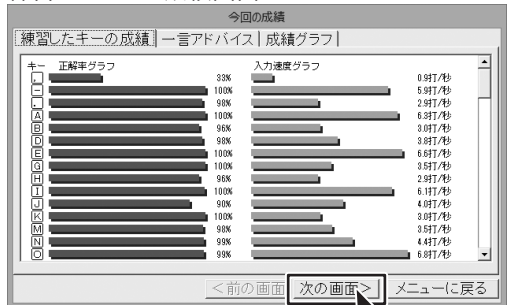 今回の成績
練習したキーの成績 一言アドバイス 成績グラフ
キー 正解率グラフ 入力速度グラフ
, 33% 0.9打/秒
- 100% 5.9打/秒
. 98% 2.9打/秒
A 100% 6.3打/秒
B 96% 3.0打/秒
D 98% 3.8打/秒
E 100% 6.6打/秒
G 100% 3.5打/秒
H 96% 2.9打/秒
I 100% 6.1打/秒
J 90% 4.0打/秒
K 100% 3.0打/秒
M 98% 3.5打/秒
N 99% 4.4打/秒
O 99% 6.8打/秒
<前の画面 次の画面> メニューに戻る